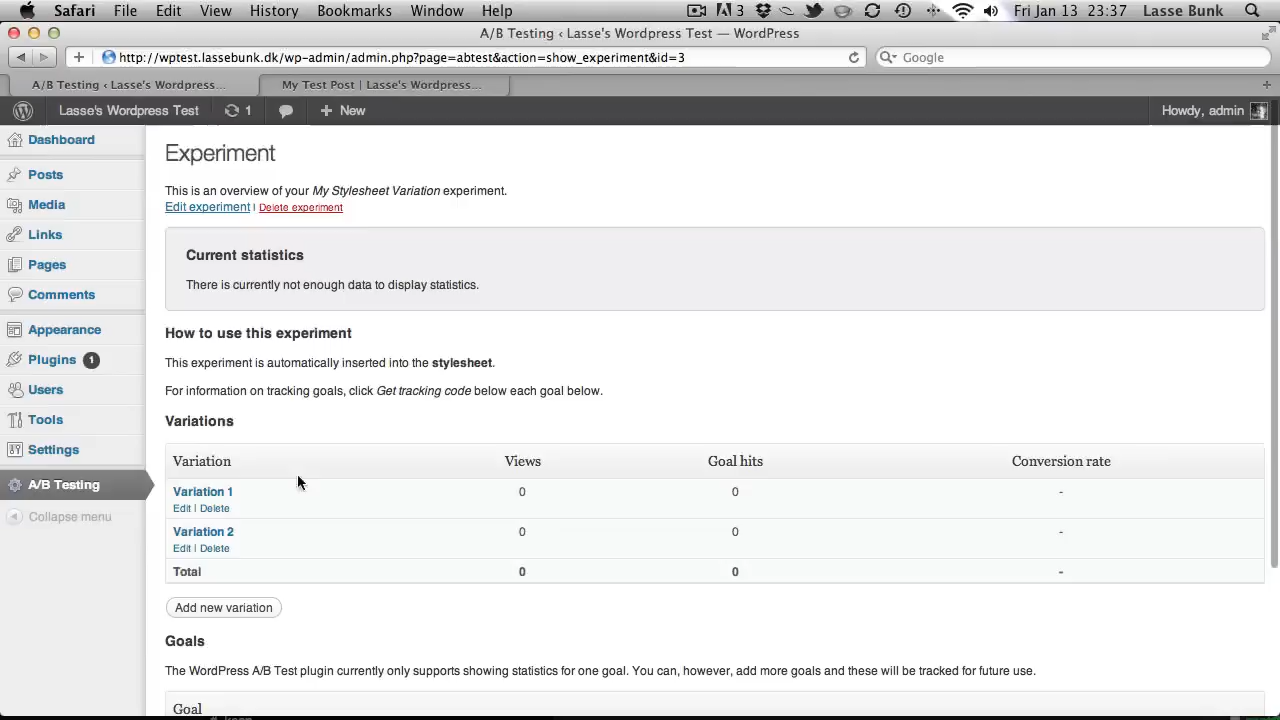 Safari File Edit View History Bookmarks Window Help 3 Fri Jan 13 23:37 Lasse Bunk
A/B Testing ‹ Lasse's Wordpress Test — WordPress
http://wptest.lassebunk.dk/wp-admin/admin.php?page=abtest&action=show_experiment&id=3 Google
A/B Testing ‹ Lasse's Wordpress... My Test Post | Lasse's Wordpress...
Lasse's Wordpress Test 1 + New Howdy, admin
Dashboard
Posts
Media
Links
Pages
Comments
Appearance
Plugins 1
Users
Tools
Settings
A/B Testing
Collapse menu
Experiment
This is an overview of your My Stylesheet Variation experiment.
Edit experiment | Delete experiment
Current statistics
There is currently not enough data to display statistics.
How to use this experiment
This experiment is automatically inserted into the stylesheet.
For information on tracking goals, click Get tracking code below each goal below.
Variations
Variation Views Goal hits Conversion rate
Variation 1 0 0 -
Edit | Delete
Variation 2 0 0 -
Edit | Delete
Total 0 0 -
Add new variation
Goals
The WordPress A/B Test plugin currently only supports showing statistics for one goal. You can, however, add more goals and these will be tracked for future use.
Goal